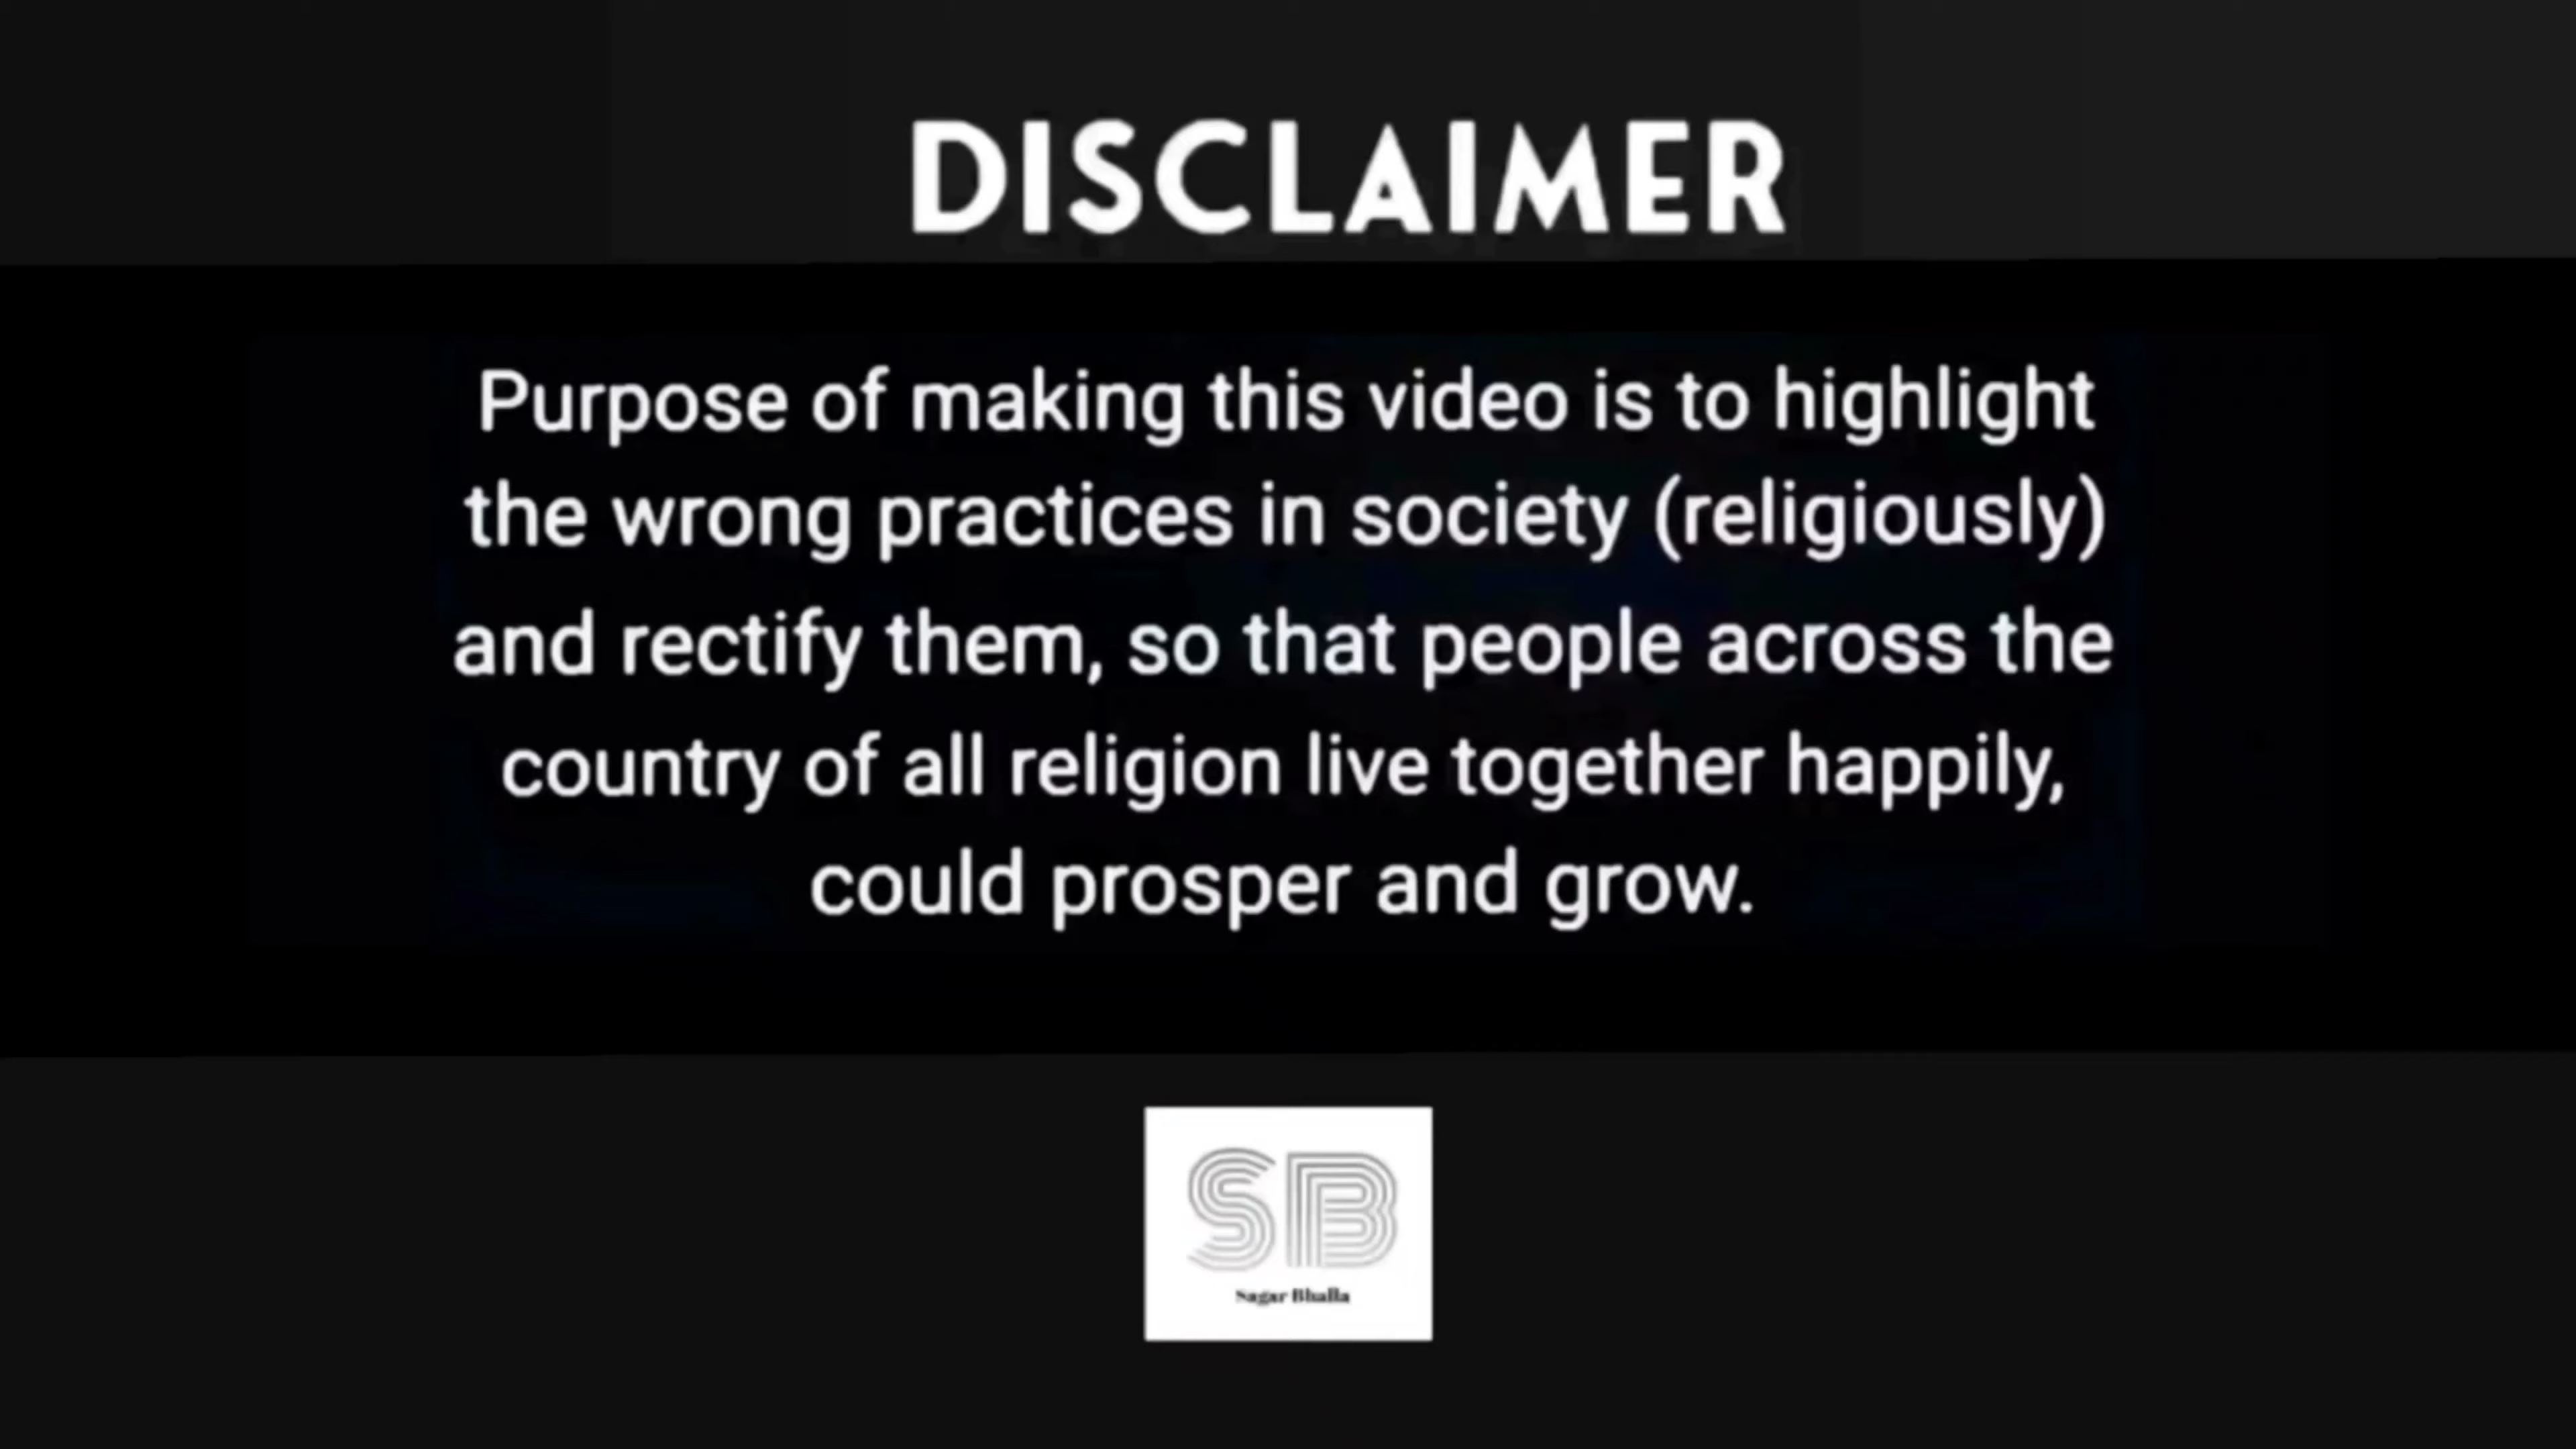 DISCLAIMER
Purpose of making this video is to highlight
the wrong practices in society (religiously)
and rectify them, so that people across the
country of all religion live together happily,
could prosper and grow.
SB
Sagar Bhalla